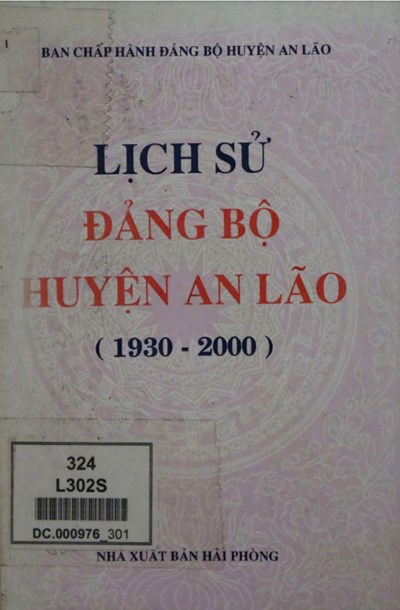 BAN CHẤP HÀNH ĐẢNG BỘ HUYỆN AN LÃO
LỊCH SỬ
ĐẢNG BỘ
HUYỆN AN LÃO
( 1930 - 2000 )
324
L302S
DC.000976_301
NHÀ XUẤT BẢN HẢI PHÒNG